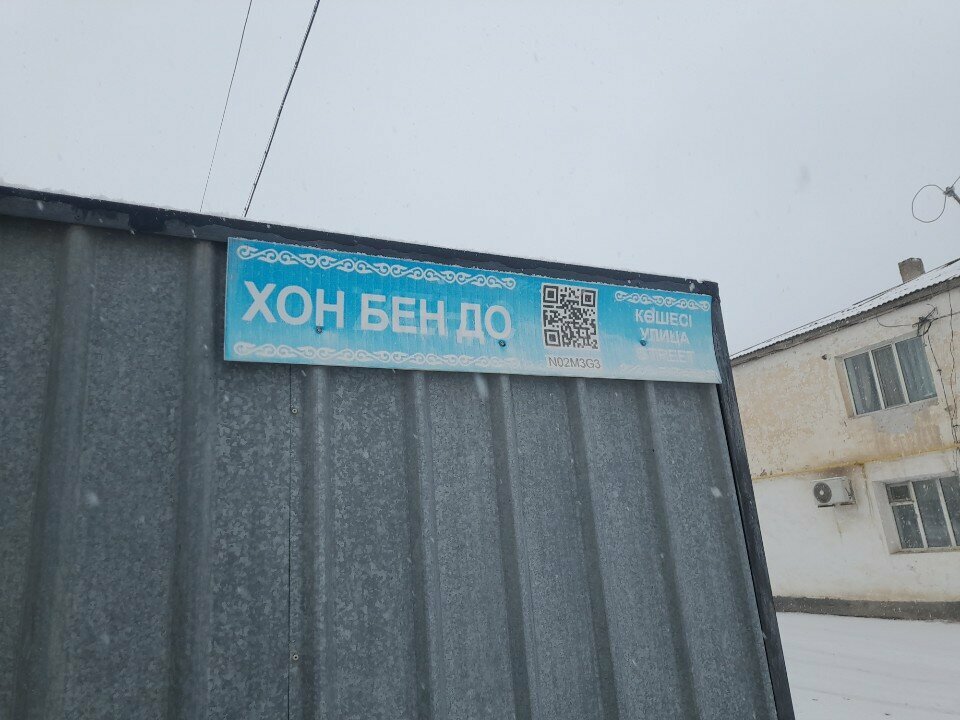 ХОН БЕН ДО
N02M3G3
КӨШЕСІ
УЛИЦА
STREET